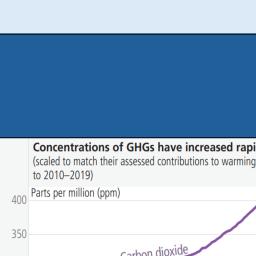 Concentrations of GHGs have increased rapi
(scaled to match their assessed contributions to warming
to 2010–2019)
Parts per million (ppm)
400
350
Carbon dioxide